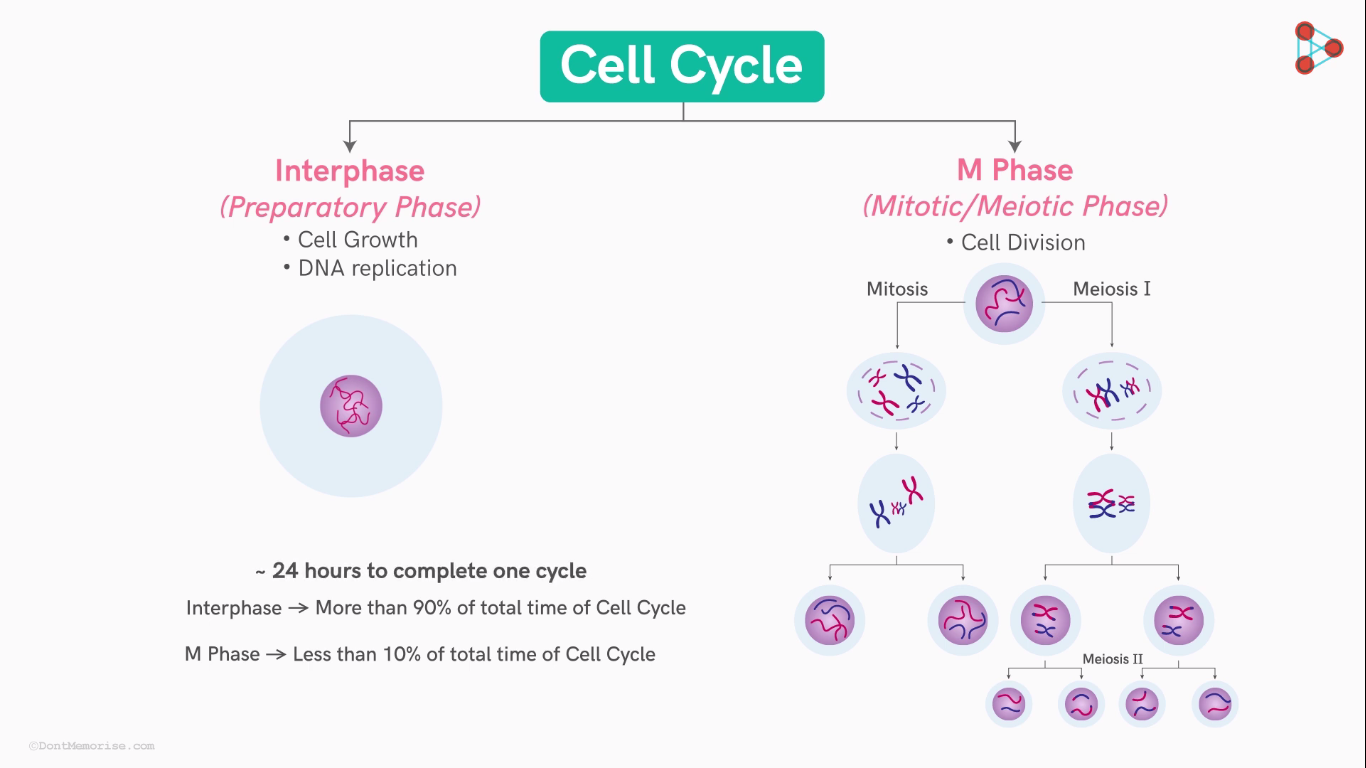 Cell Cycle
Interphase
(Preparatory Phase)
• Cell Growth
• DNA replication
~ 24 hours to complete one cycle
Interphase → More than 90% of total time of Cell Cycle
M Phase → Less than 10% of total time of Cell Cycle
M Phase
(Mitotic/Meiotic Phase)
• Cell Division
Mitosis
Meiosis I
Meiosis II
©DontMemorise.com